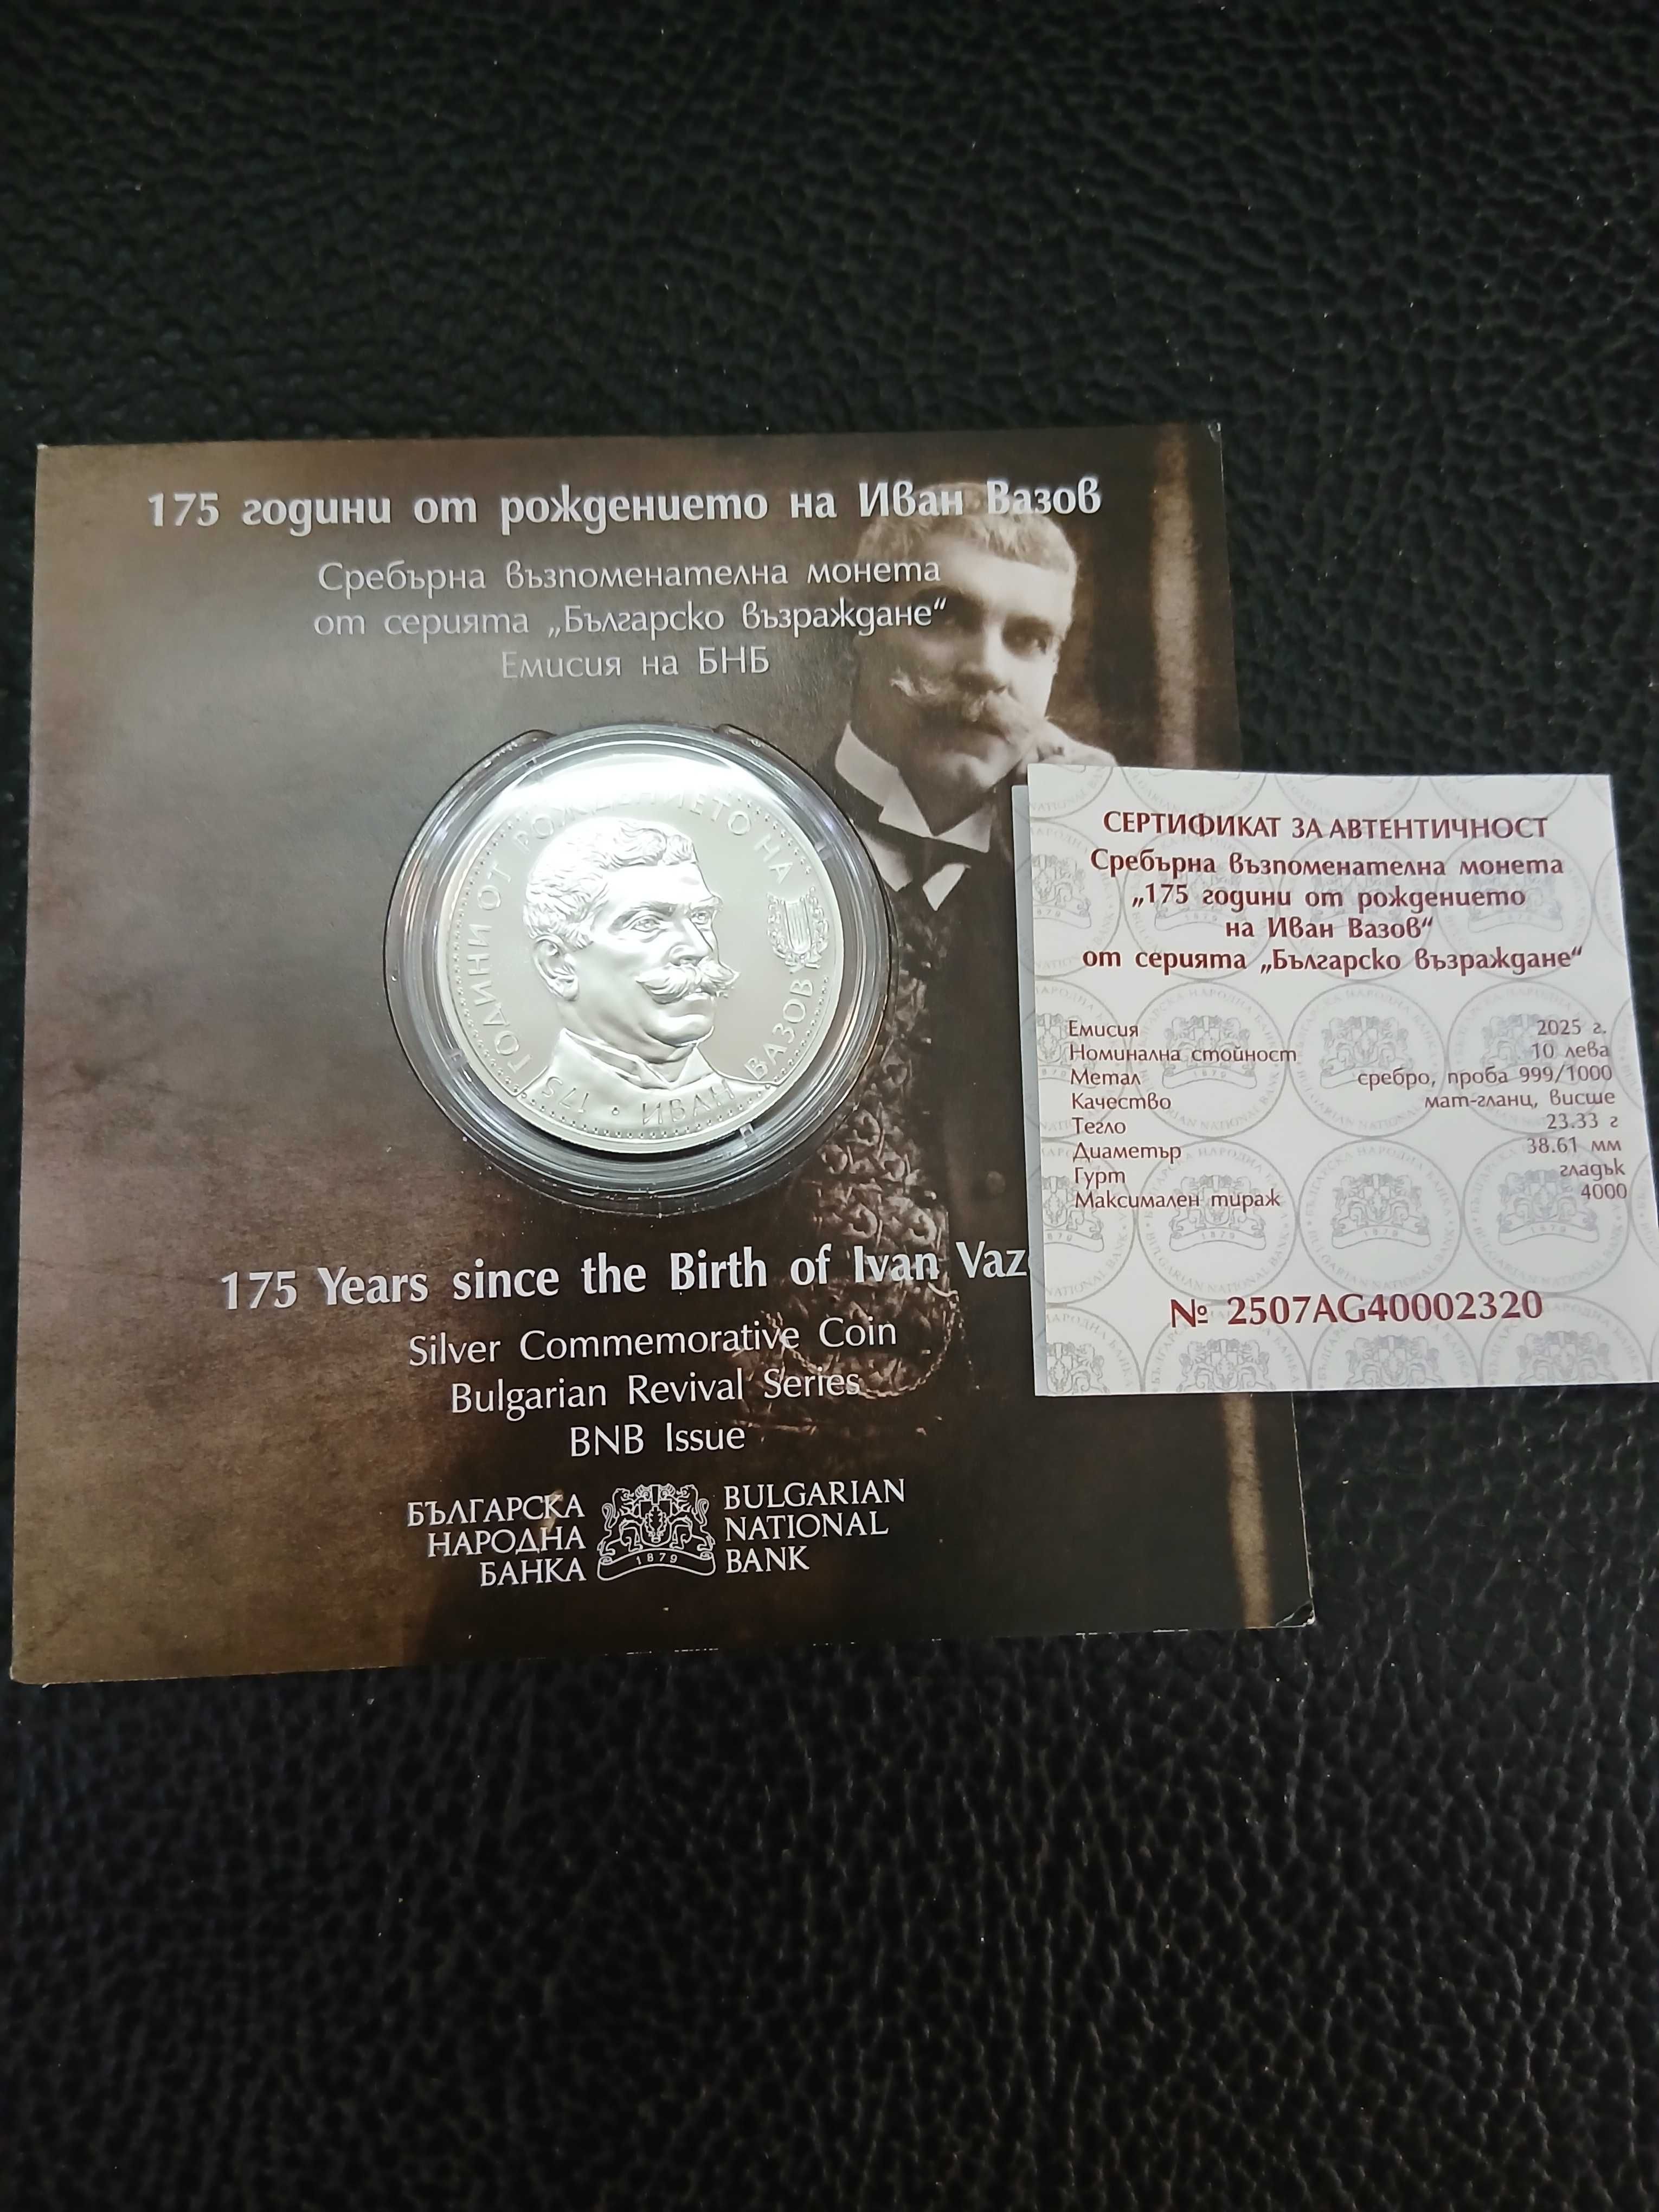 175 години от рождението на Иван Вазов
Сребърна възпоменателна монета
от серията „Българско възраждане“
Емисия на БНБ
175 ГОДИНИ ОТ РОЖДЕНИЕТО НА
ИВАН ВАЗОВ
175 Years since the Birth of Ivan Vaz
Silver Commemorative Coin
Bulgarian Revival Series
BNB Issue
БЪЛГАРСКА
НАРОДНА
БАНКА
1879
BULGARIAN
NATIONAL
BANK
СЕРТИФИКАТ ЗА АВТЕНТИЧНОСТ
Сребърна възпоменателна монета
„175 години от рождението
на Иван Вазов“
от серията „Българско възраждане“
Емисия 2025 г.
Номинална стойност 10 лева
Метал сребро, проба 999/1000
Качество мат-гланц, висше
Тегло 23.33 г
Диаметър 38.61 мм
Гурт гладък
Максимален тираж 4000
№ 2507AG40002320